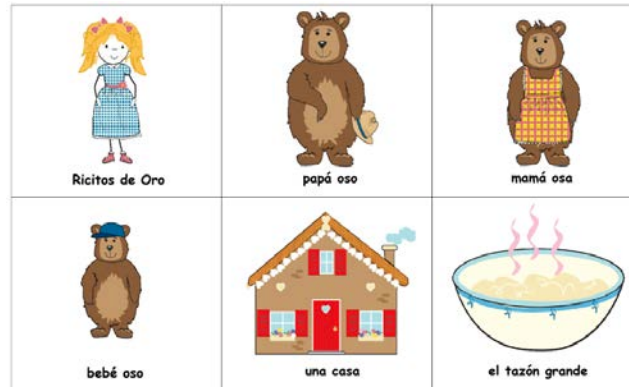 Ricitos de Oro
papá oso
mamá osa
bebé oso
una casa
el tazón grande